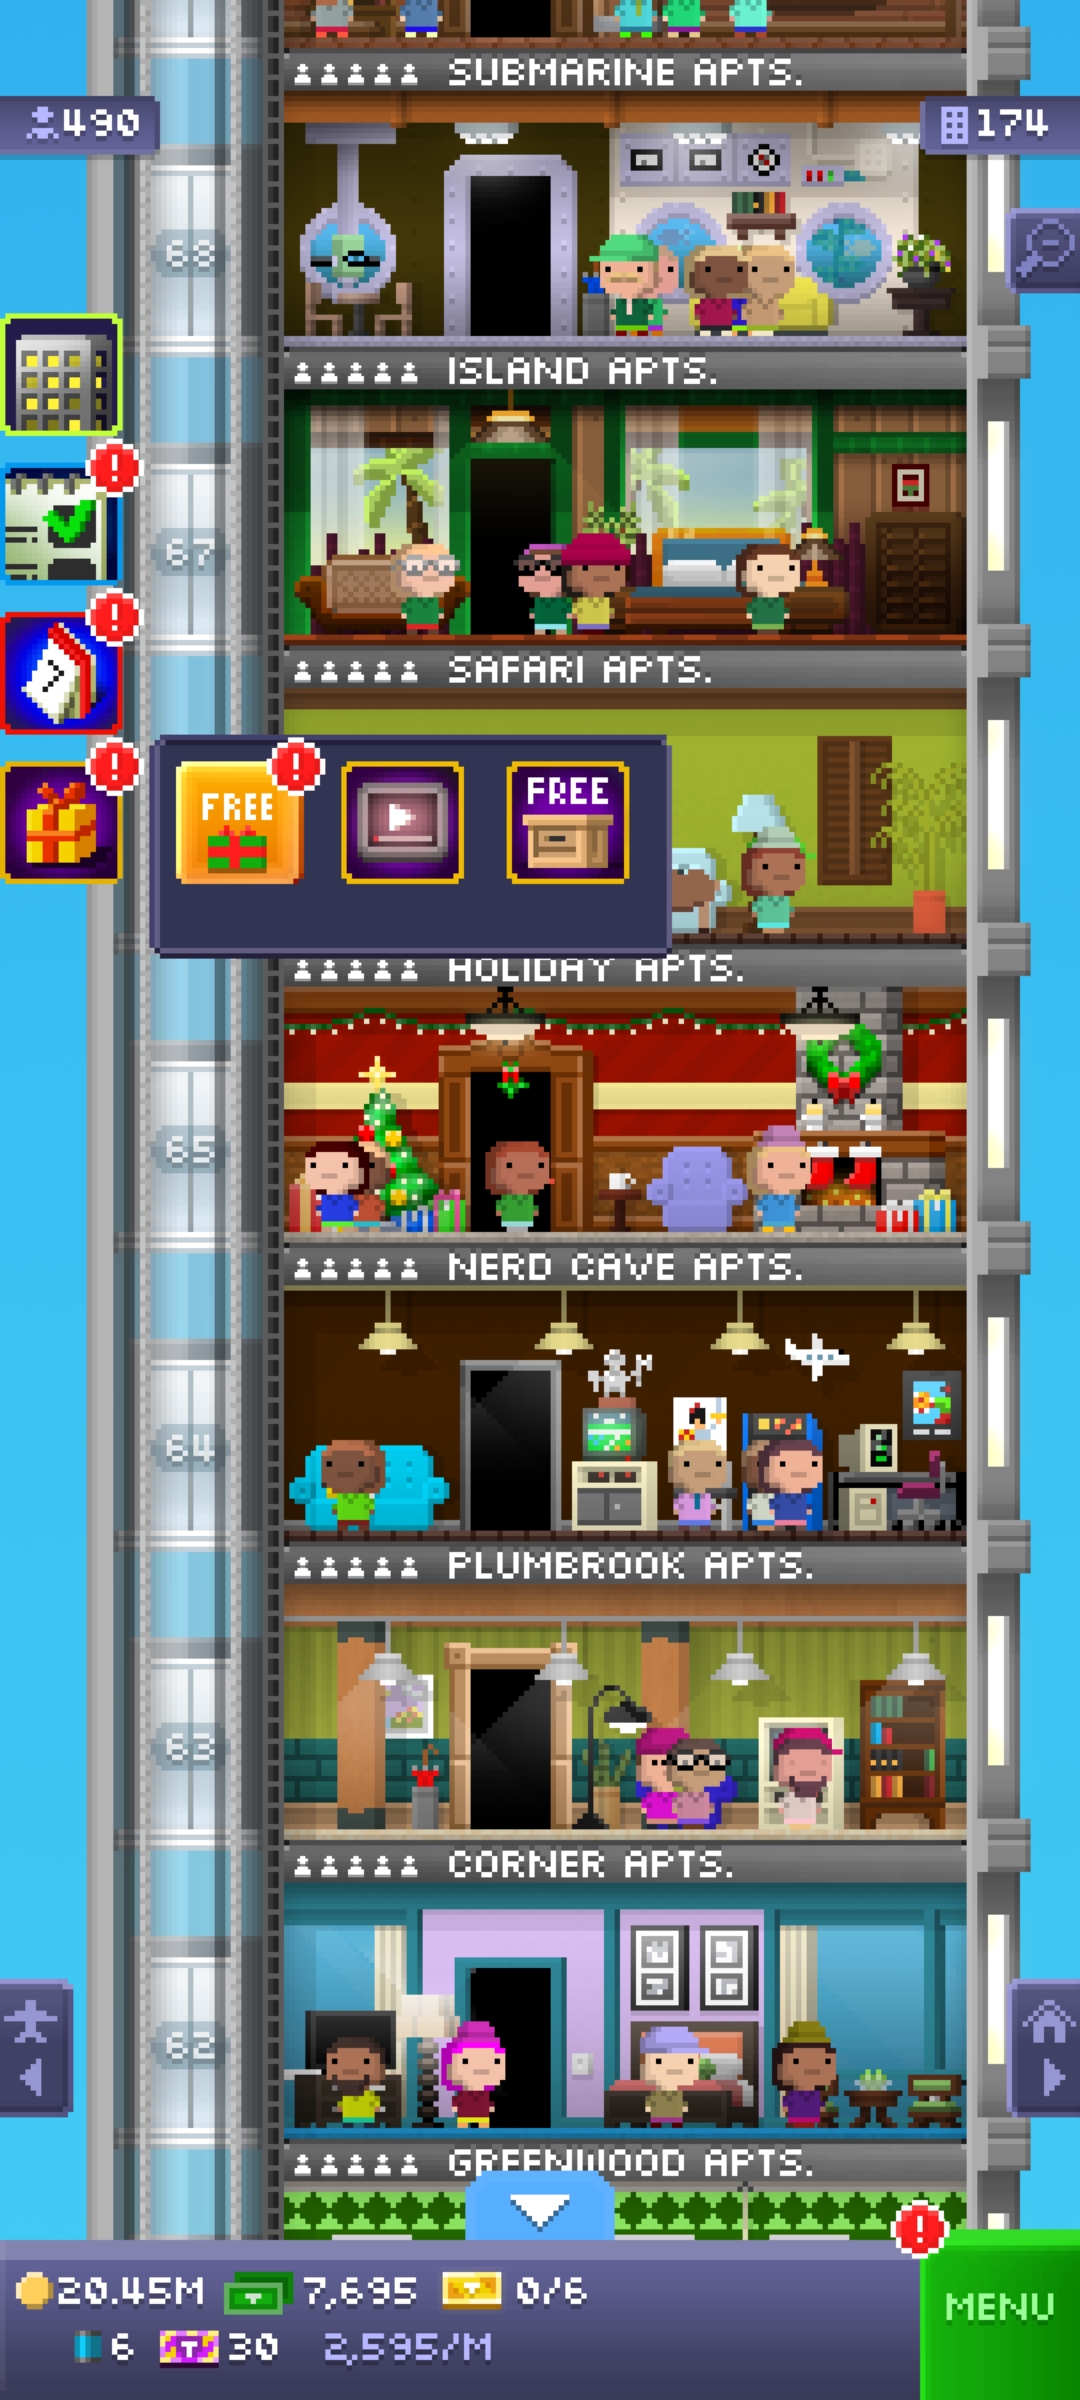 SUBMARINE APTS.
490
174
68
ISLAND APTS.
67
SAFARI APTS.
FREE
FREE
HOLIDAY APTS.
65
NERD CAVE APTS.
64
PLUMBROOK APTS.
63
CORNER APTS.
62
GREENWOOD APTS.
20.45M 7,695 0/6
MENU
6 T 30 2,595/M